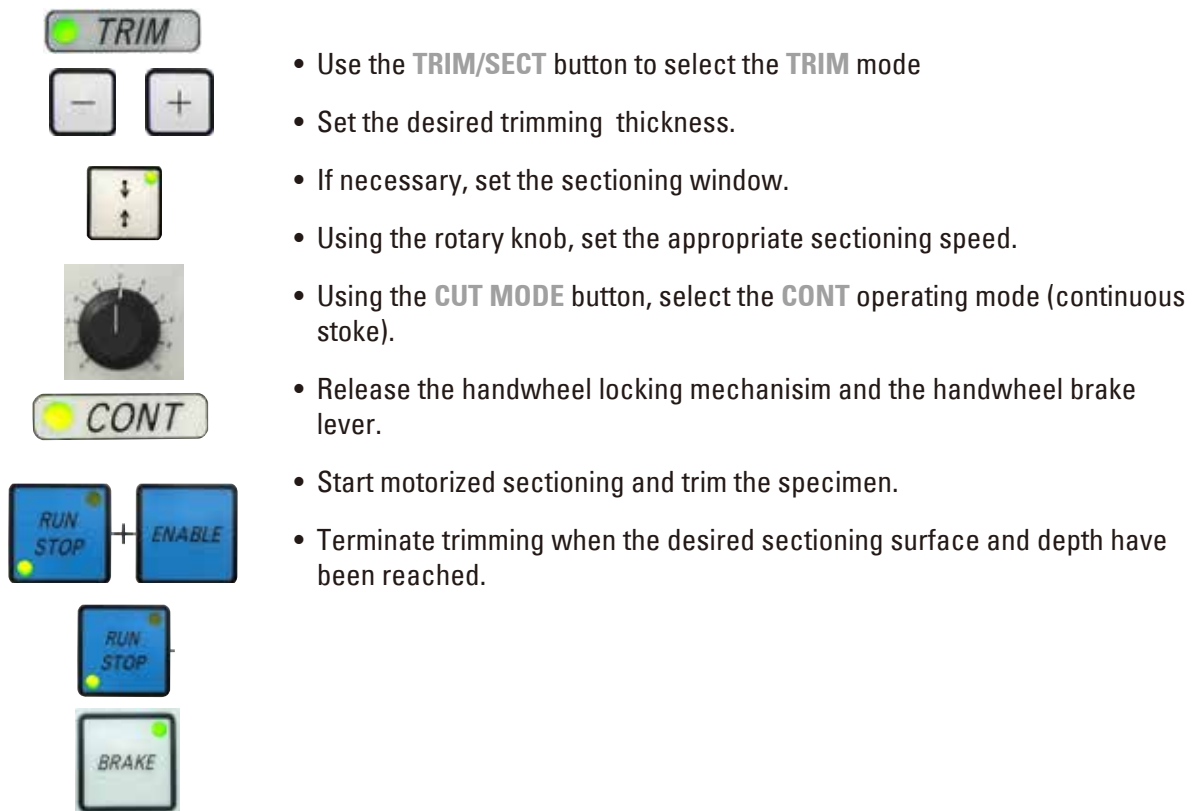 TRIM
− +
• Use the TRIM/SECT button to select the TRIM mode
• Set the desired trimming thickness.
• If necessary, set the sectioning window.
• Using the rotary knob, set the appropriate sectioning speed.
• Using the CUT MODE button, select the CONT operating mode (continuous
stoke).
CONT
• Release the handwheel locking mechanisim and the handwheel brake
lever.
RUN
STOP
+ ENABLE
• Start motorized sectioning and trim the specimen.
• Terminate trimming when the desired sectioning surface and depth have
been reached.
RUN
STOP
BRAKE